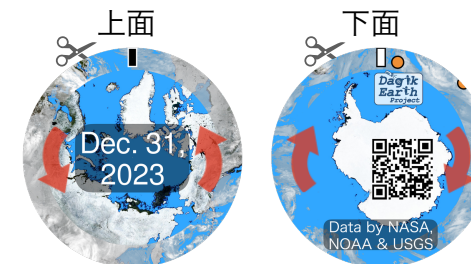 上面
下面
Dec. 31
2023
Dagik
Earth
Project
Data by NASA,
NOAA & USGS